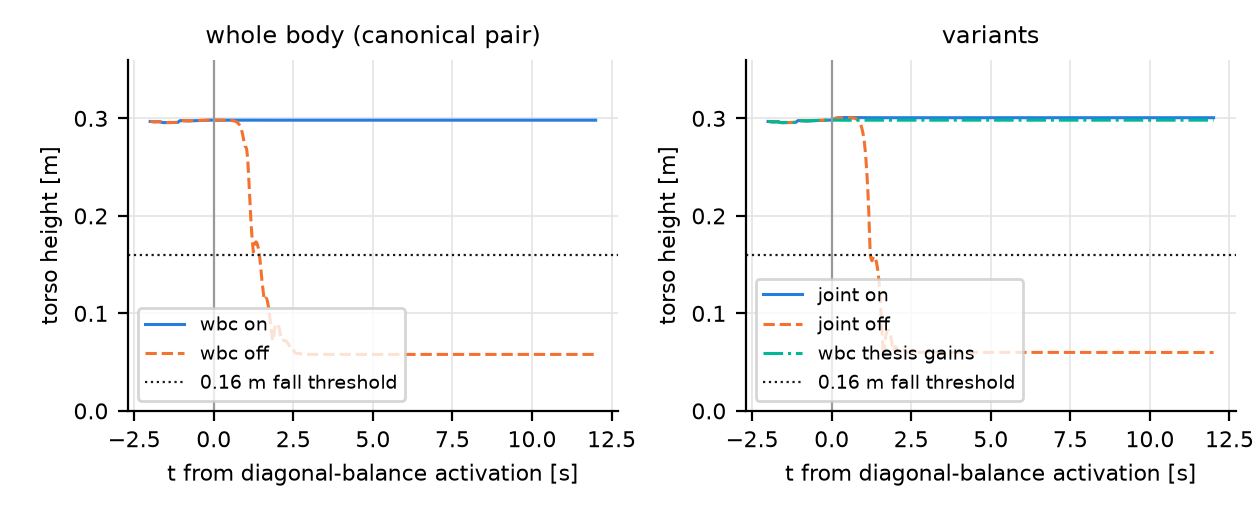 whole body (canonical pair)
torso height [m]
0.3
0.2
0.1
0.0
wbc on
wbc off
0.16 m fall threshold
−2.5 0.0 2.5 5.0 7.5 10.0 12.5
t from diagonal-balance activation [s]
variants
torso height [m]
0.3
0.2
0.1
0.0
joint on
joint off
wbc thesis gains
0.16 m fall threshold
−2.5 0.0 2.5 5.0 7.5 10.0 12.5
t from diagonal-balance activation [s]